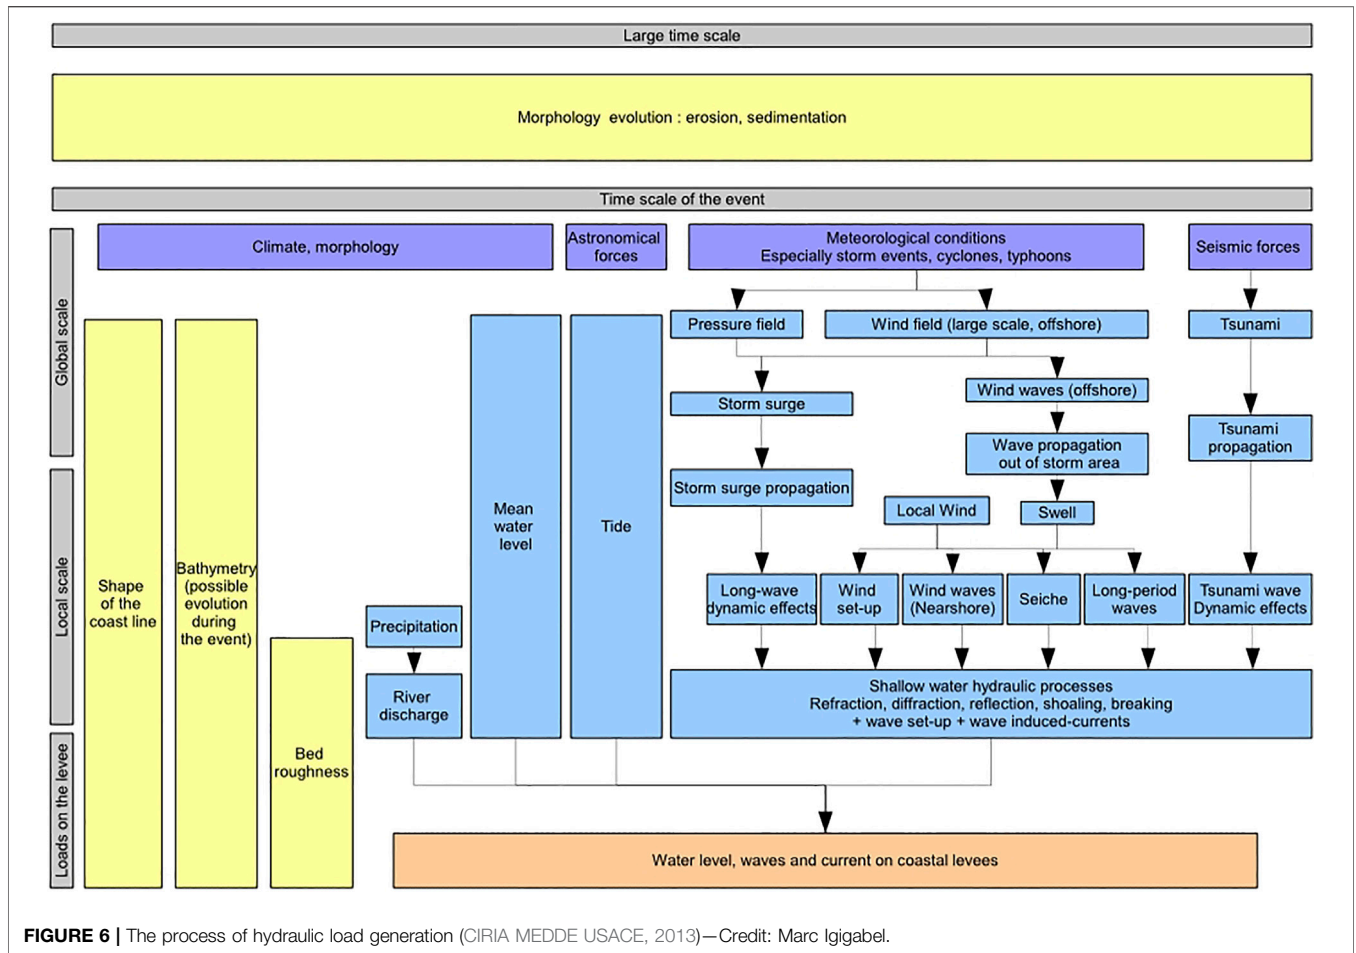 Large time scale
Morphology evolution : erosion, sedimentation
Time scale of the event
Global scale
Local scale
Loads on the levee
Climate, morphology
Astronomical
forces
Meteorological conditions
Especially storm events, cyclones, typhoons
Seismic forces
Pressure field
Wind field (large scale, offshore)
Tsunami
Storm surge
Wind waves (offshore)
Wave propagation
out of storm area
Tsunami
propagation
Storm surge propagation
Local Wind
Swell
Mean
water
level
Tide
Shape
of the
coast line
Bathymetry
(possible
evolution
during
the event)
Long-wave
dynamic effects
Wind
set-up
Wind waves
(Nearshore)
Seiche
Long-period
waves
Tsunami wave
Dynamic effects
Precipitation
River
discharge
Shallow water hydraulic processes
Refraction, diffraction, reflection, shoaling, breaking
+ wave set-up + wave induced-currents
Bed
roughness
Water level, waves and current on coastal levees
FIGURE 6 | The process of hydraulic load generation (CIRIA MEDDE USACE, 2013)—Credit: Marc Igigabel.